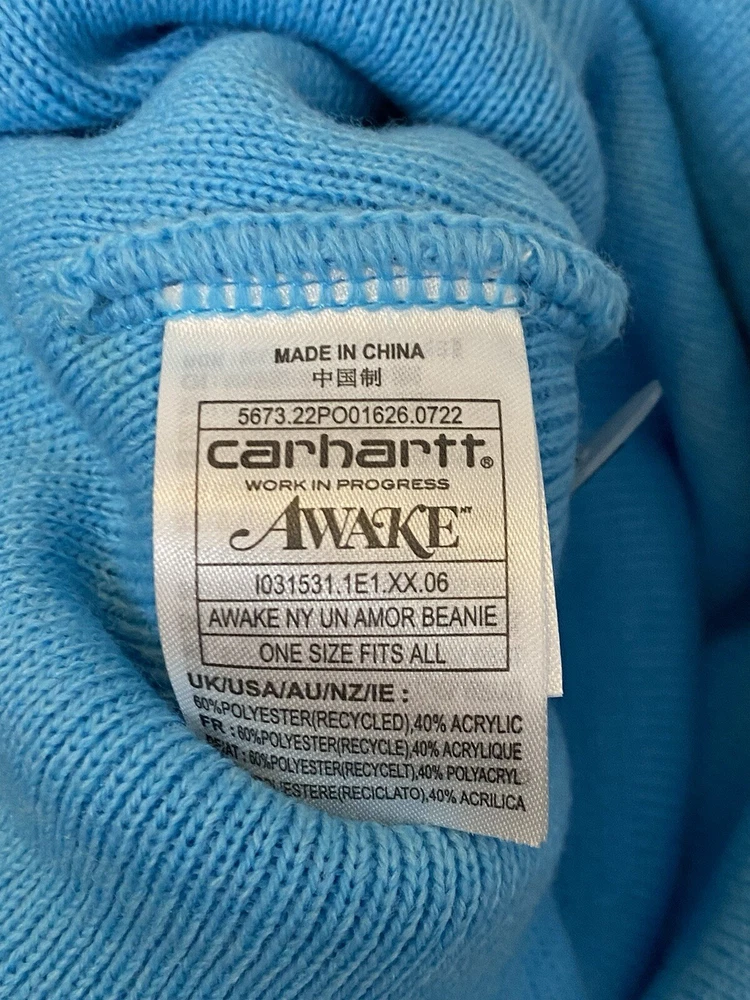 MADE IN CHINA
中国制
5673.22PO01626.0722
carhartt®
WORK IN PROGRESS
AWAKE NY
I031531.1E1.XX.06
AWAKE NY UN AMOR BEANIE
ONE SIZE FITS ALL
UK/USA/AU/NZ/IE :
60%POLYESTER(RECYCLED),40% ACRYLIC
FR : 60%POLYESTER(RECYCLE),40% ACRYLIQUE
60%POLYESTER(RECYCELT),40% POLYACRYL
(RECICLATO),40% ACRILICA